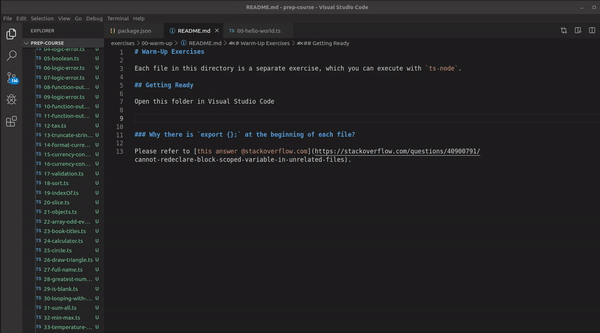 README.md - prep-course - Visual Studio Code
File Edit Selection View Go Debug Terminal Help
EXPLORER
package.json
README.md
00-hello-world.ts
PREP-COURSE
exercises › 00-warm-up › README.md › # Warm-Up Exercises › ## Getting Ready
04-logic-error.ts U
05-boolean.ts U
06-logic-error.ts U
07-logic-error.ts U
08-function-out... U
09-logic-error.ts U
10-function-out... U
11-function-out... U
12-tax.ts U
13-truncate-strin... U
14-format-curre... U
15-currency-con... U
16-currency-con... U
17-validation.ts U
18-sort.ts U
19-indexOf.ts U
20-slice.ts U
21-objects.ts U
22-array-odd-ev... U
23-book-titles.ts U
24-calculator.ts U
25-circle.ts U
26-draw-triangle.ts U
27-full-name.ts U
28-greatest-num... U
29-is-blank.ts U
30-looping-with-... U
31-sum-all.ts U
32-min-max.ts U
33-temperature-... U
1 # Warm-Up Exercises
2
3 Each file in this directory is a separate exercise, which you can execute with `ts-node`.
4
5 ## Getting Ready
6
7 Open this folder in Visual Studio Code
8
9
10
11 ### Why there is `export {};` at the beginning of each file?
12
13 Please refer to [this answer @stackoverflow.com](https://stackoverflow.com/questions/40900791/
cannot-redeclare-block-scoped-variable-in-unrelated-files).